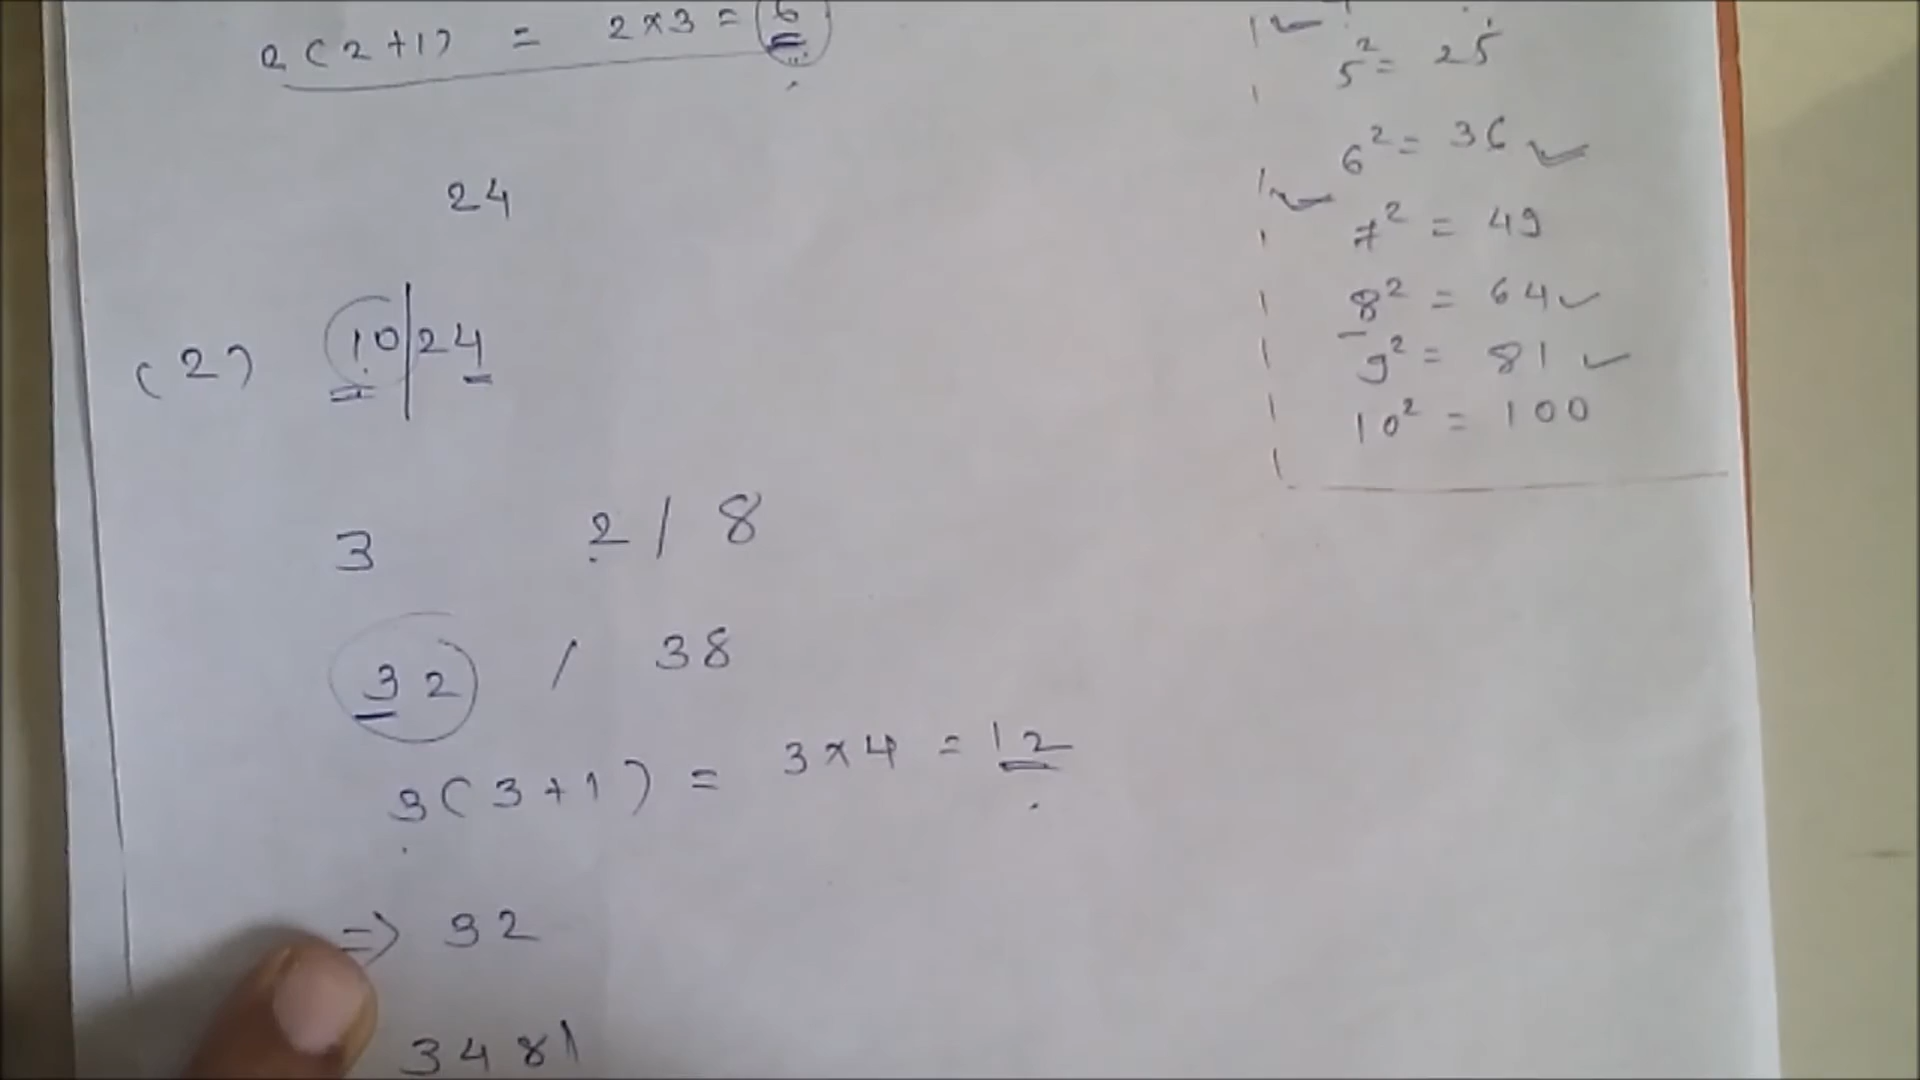 2(2+1) = 2×3 = 6
24
(2) 10|24
3 2 / 8
32 / 38
3(3+1) = 3×4 = 12
=> 32
3481
5² = 25
6² = 36 ✓
7² = 49
8² = 64 ✓
9² = 81 ✓
10² = 100